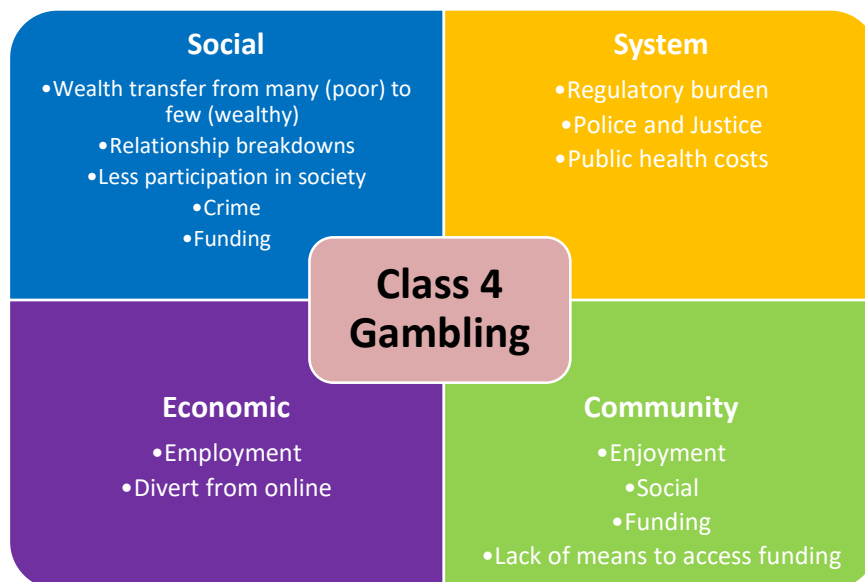 Social
•Wealth transfer from many (poor) to
few (wealthy)
•Relationship breakdowns
•Less participation in society
•Crime
•Funding
System
•Regulatory burden
•Police and Justice
•Public health costs
Class 4
Gambling
Economic
•Employment
•Divert from online
Community
•Enjoyment
•Social
•Funding
•Lack of means to access funding